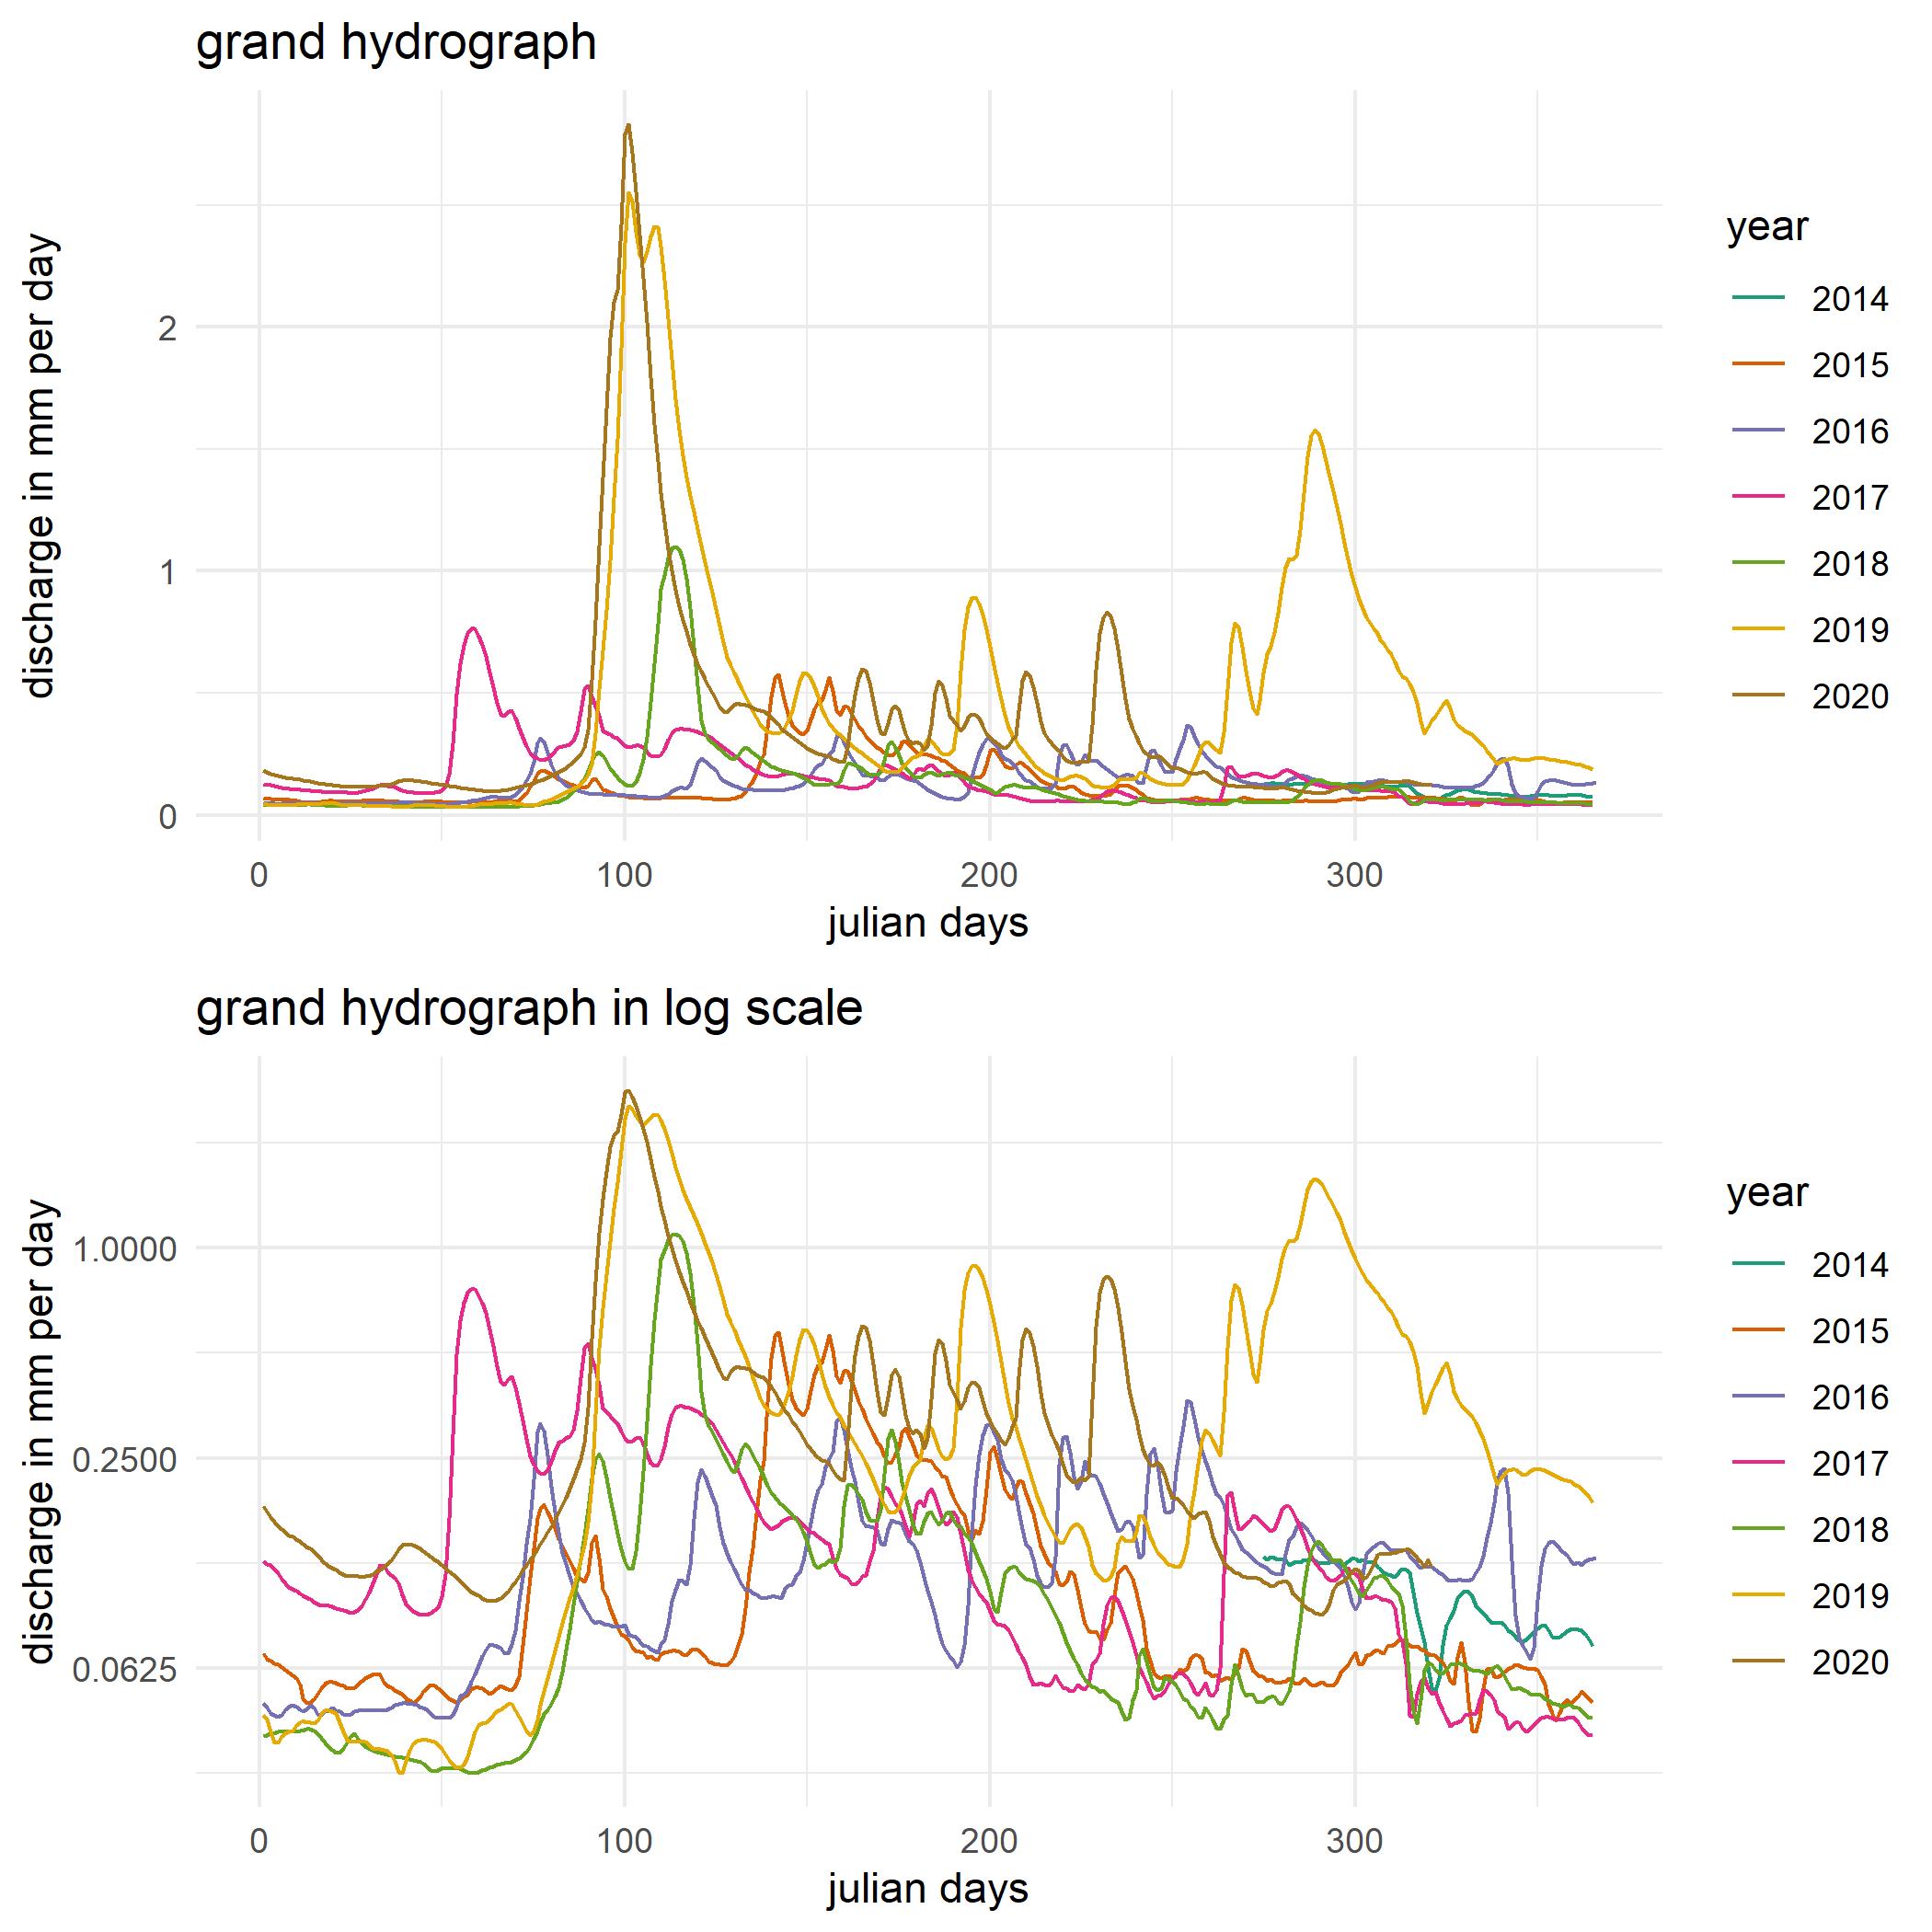 grand hydrograph
discharge in mm per day
2
1
0
0 100 200 300
julian days
year
2014
2015
2016
2017
2018
2019
2020
grand hydrograph in log scale
discharge in mm per day
1.0000
0.2500
0.0625
0 100 200 300
julian days
year
2014
2015
2016
2017
2018
2019
2020